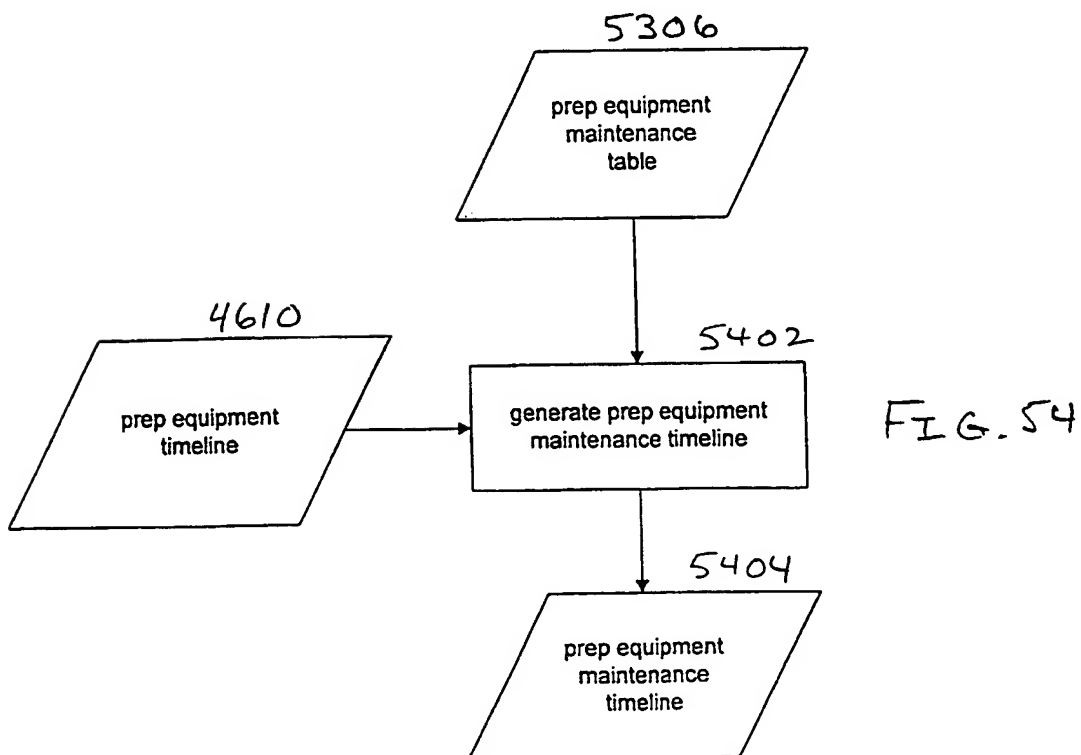 5306
prep equipment
maintenance
table
4610
prep equipment
timeline
5402
generate prep equipment
maintenance timeline
FIG. 54
5404
prep equipment
maintenance
timeline